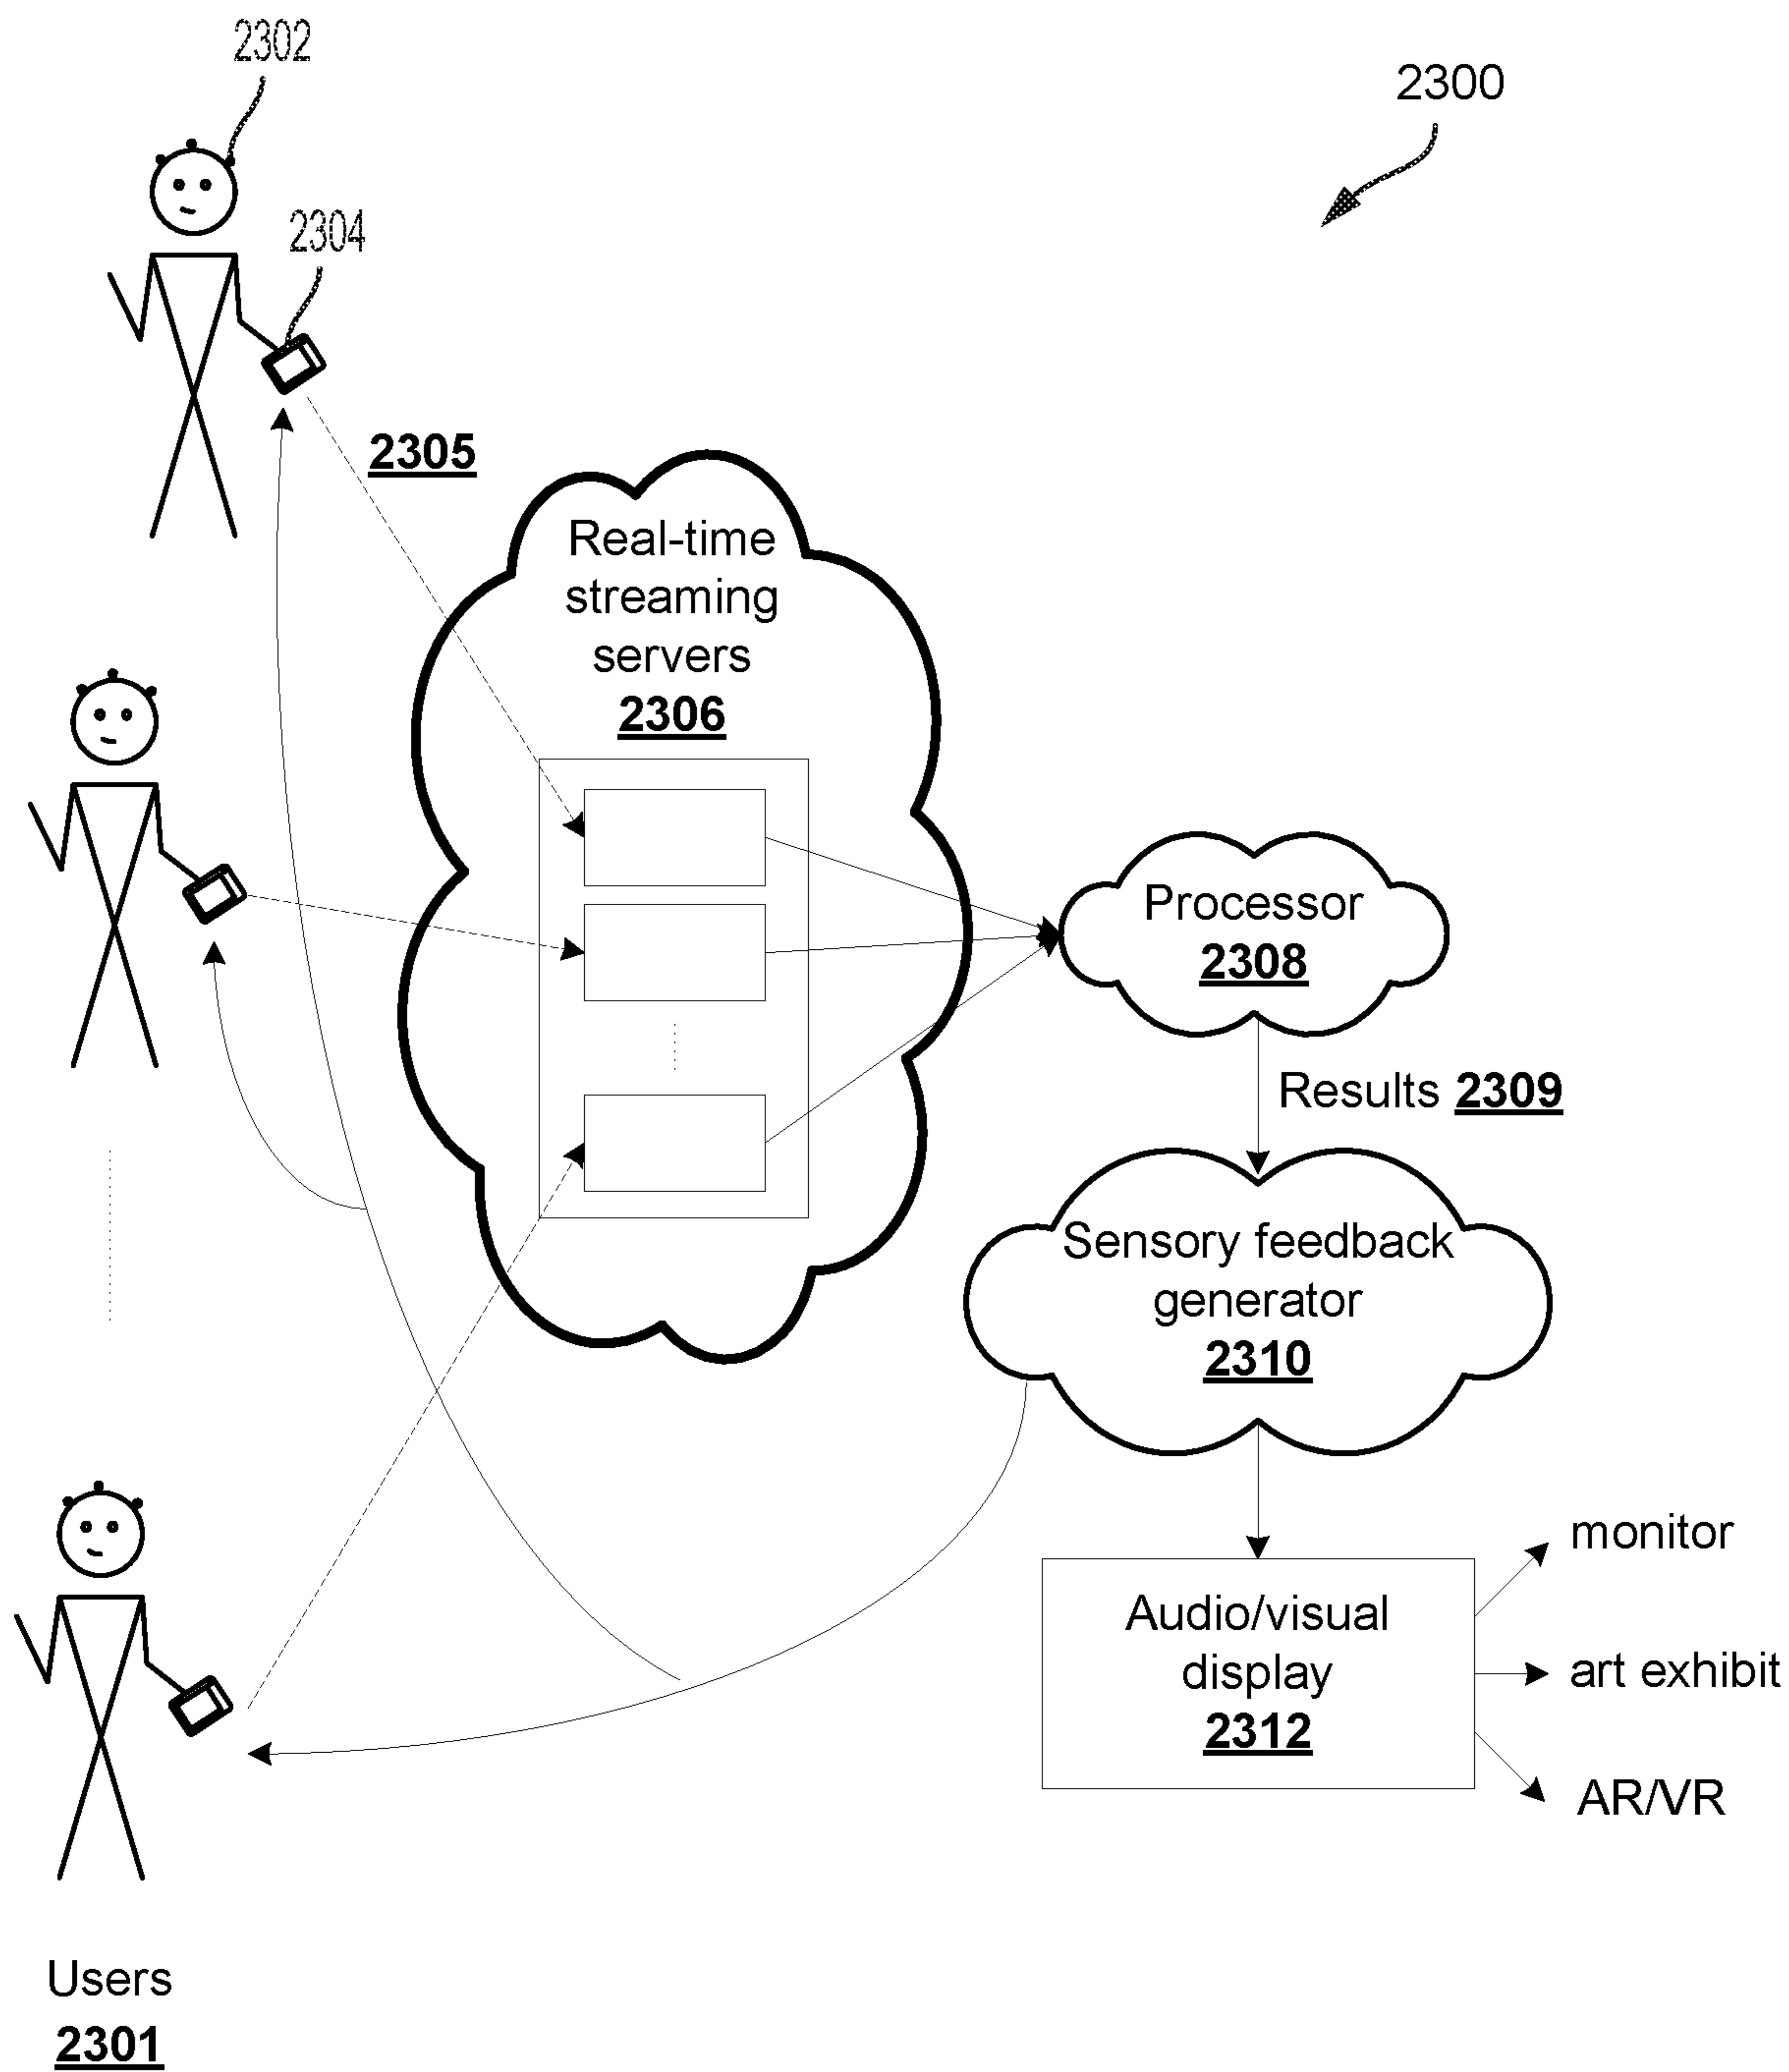 2302
2300
2304
2305
Real-time
streaming
servers
2306
Processor
2308
Results 2309
Sensory feedback
generator
2310
monitor
Audio/visual
display
2312
art exhibit
AR/VR
Users
2301